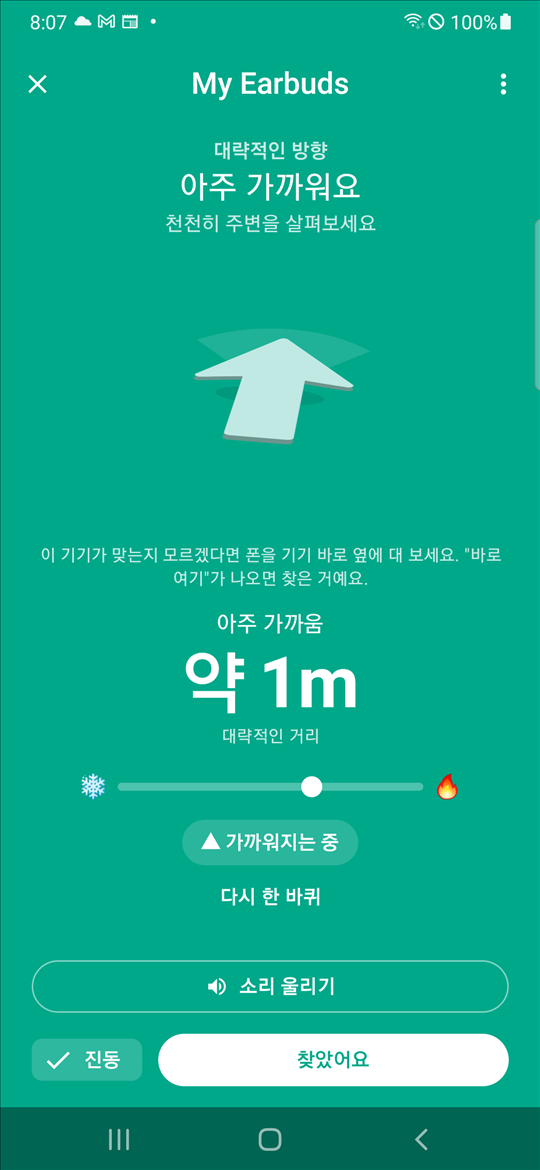 8:07
100%
My Earbuds
대략적인 방향
아주 가까워요
천천히 주변을 살펴보세요
이 기기가 맞는지 모르겠다면 폰을 기기 바로 옆에 대 보세요. "바로
여기"가 나오면 찾은 거예요.
아주 가까움
약 1m
대략적인 거리
가까워지는 중
다시 한 바퀴
소리 울리기
진동
찾았어요